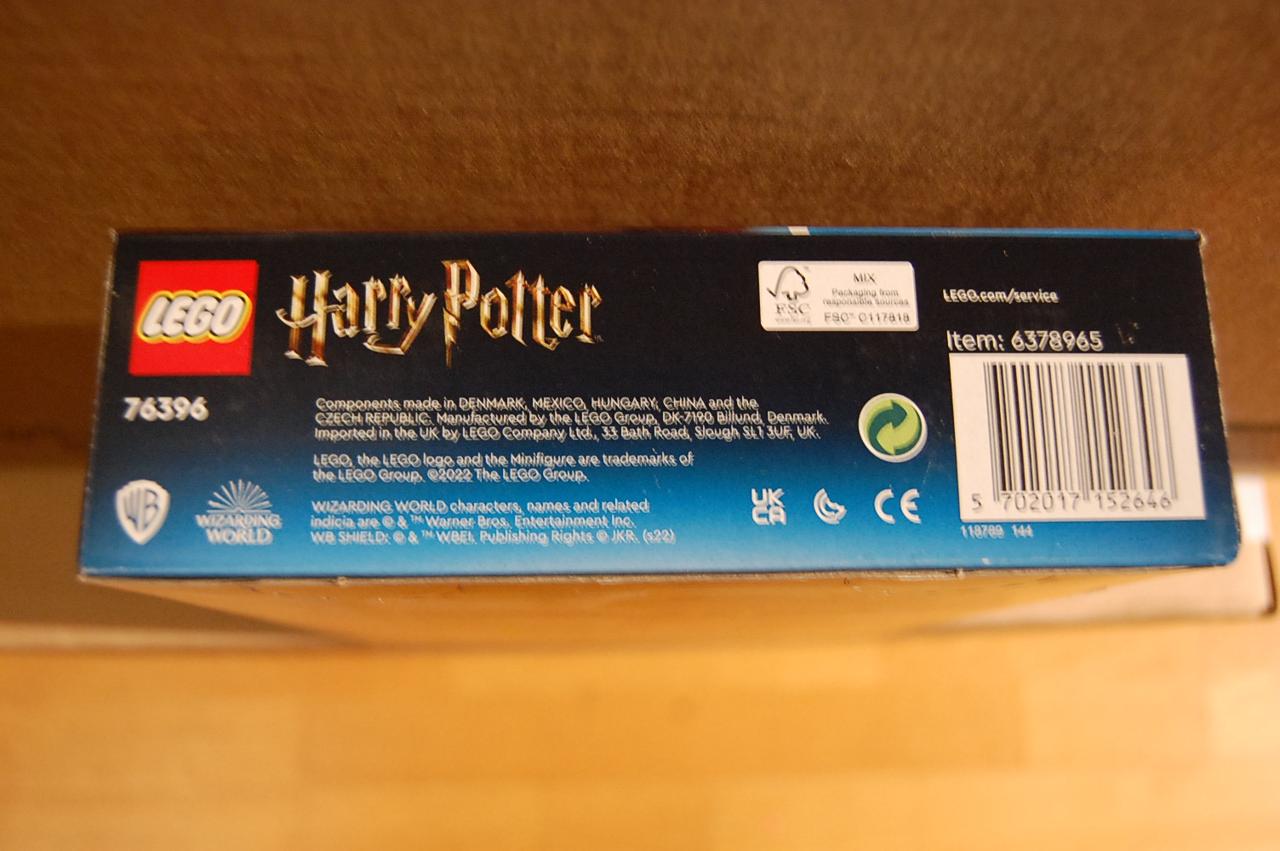 LEGO
Harry Potter
76396
Components made in DENMARK, MEXICO, HUNGARY, CHINA and the
CZECH REPUBLIC. Manufactured by the LEGO Group, DK-7190 Billund, Denmark.
Imported in the UK by LEGO Company Ltd., 33 Bath Road, Slough SL1 3UF, UK.
LEGO, the LEGO logo and the Minifigure are trademarks of
the LEGO Group. ©2022 The LEGO Group.
WB
WIZARDING
WORLD
WIZARDING WORLD characters, names and related
indicia are © & ™ Warner Bros. Entertainment Inc.
WB SHIELD: © & ™ WBEI. Publishing Rights © JKR. (s22)
FSC
MIX
Packaging from
responsible sources
FSC™ C117818
UK
CA
CE
LEGO.com/service
Item: 6378965
5 702017 152646
118789 144